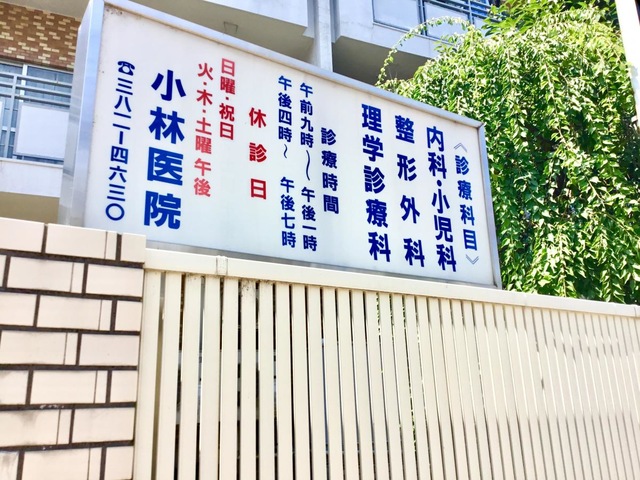 《診療科目》
内科・小児科
整形外科
理学診療科
診療時間
午前九時～午後一時
午後四時～午後七時
休診日
日曜・祝日
火・木・土曜午後
小林医院
☎三八二一四六三〇